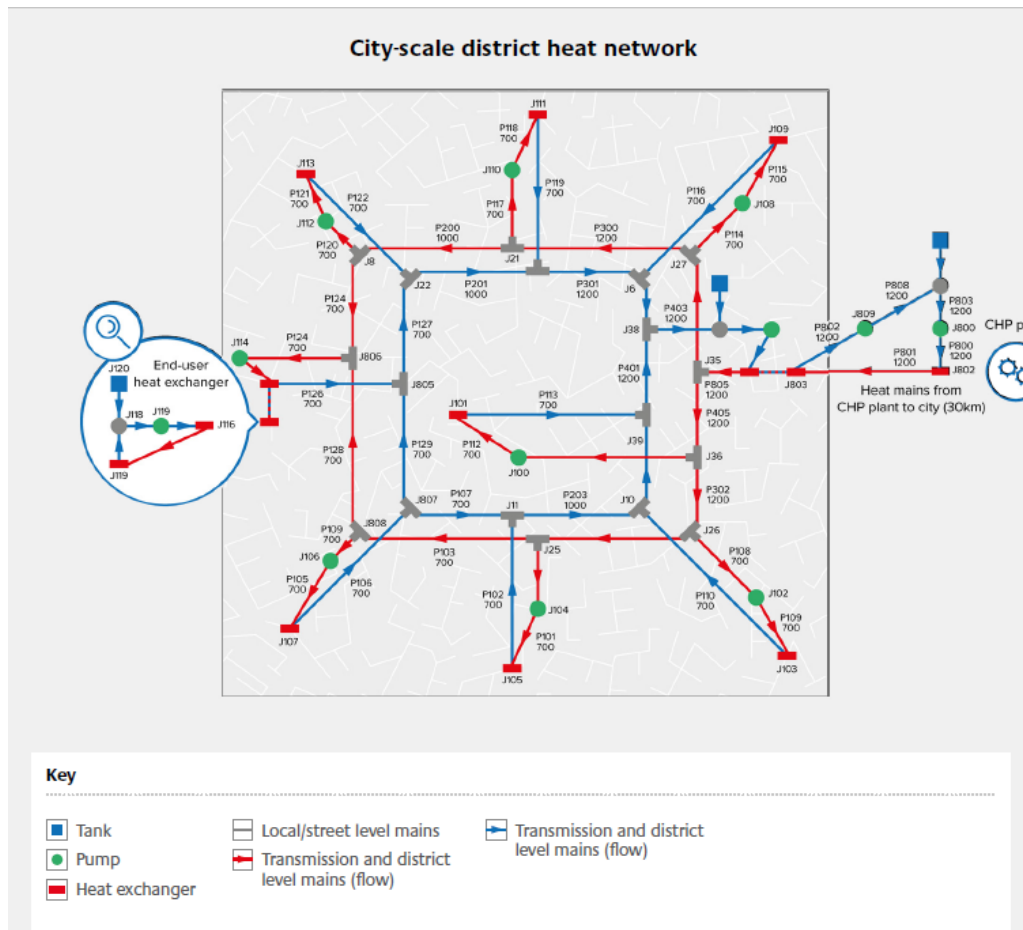 City-scale district heat network
J111
P118
700
J109
J110
P115
700
J113
P119
700
P122
700
P116
700
P121
700
J108
P117
700
P114
700
J112
P120
700
P200
1000
P300
1200
J8
J21
J27
J22
P201
1000
P301
1200
J6
P403
1200
P808
1200
P124
700
P127
700
J38
P802
1200
J809
P803
1200
J800
CHP p
J114
P124
700
J806
J35
P801
1200
P800
1200
J120
End-user
heat exchanger
P126
700
J805
P401
1200
P805
1200
J803
J802
Heat mains from
CHP plant to city (30km)
J118
J119
J116
J101
P113
700
P405
1200
J119
P128
700
P129
700
P112
700
J100
J39
J36
P302
1200
J807
P107
700
J11
P203
1000
J10
J808
J26
P109
700
P103
700
J25
P108
700
J106
P105
700
P106
700
P102
700
J104
P110
700
J102
P101
700
P109
700
J107
J105
J103
Key
Tank
Pump
Heat exchanger
Local/street level mains
Transmission and district
level mains (flow)
Transmission and district
level mains (flow)